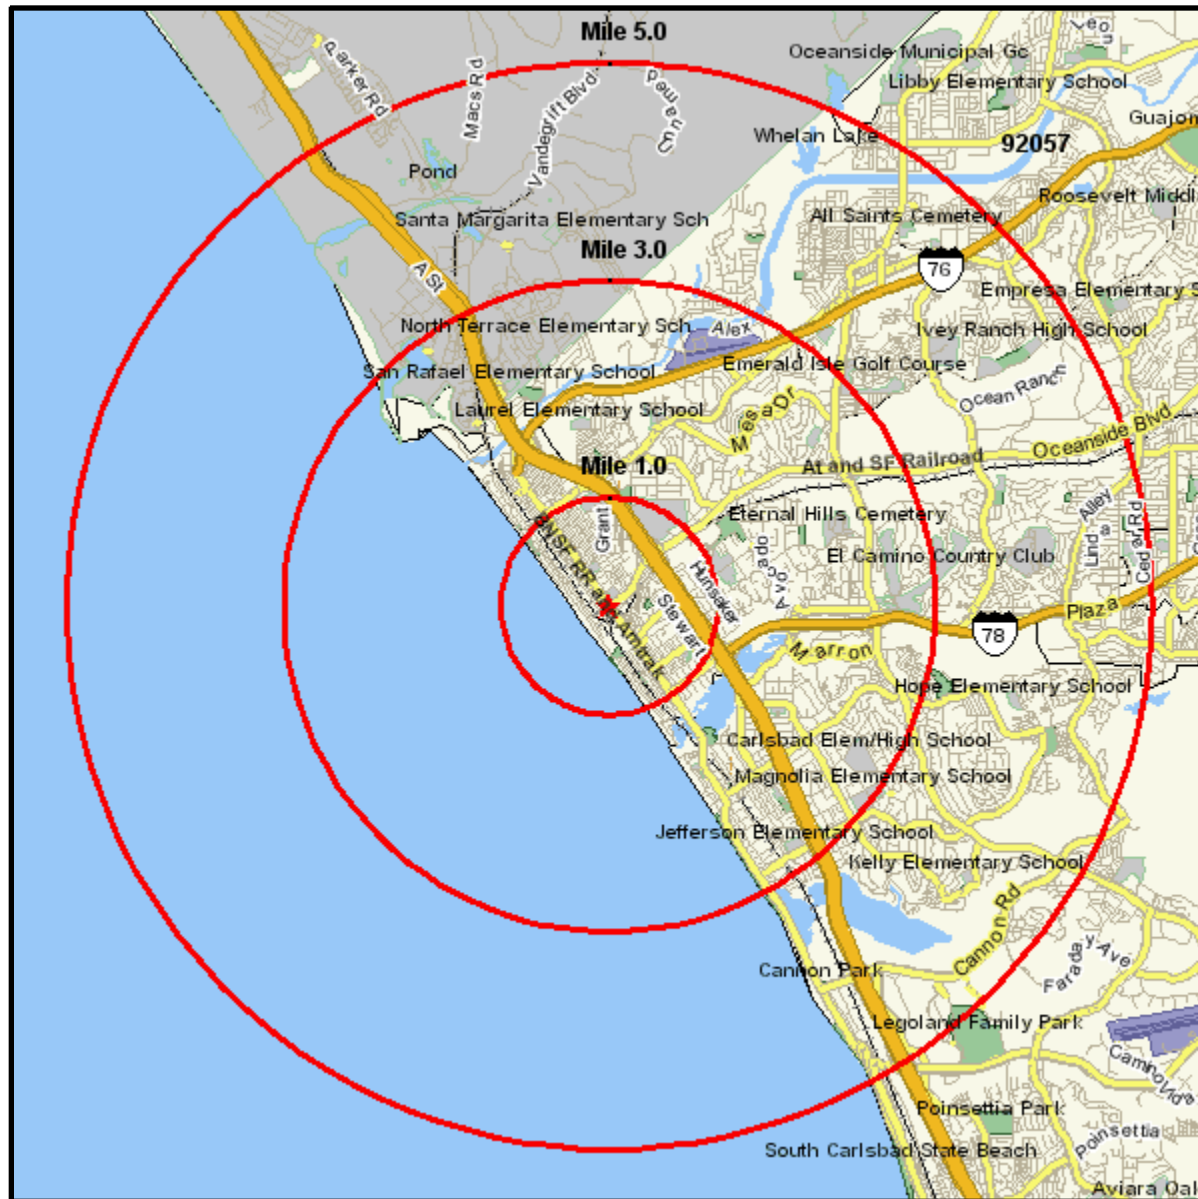 Mile 5.0
Leon
Oceanside Municipal Gc
Parker Rd
Macs Rd
Vandegrift Blvd
Libby Elementary School
Guajom
Whelan Lake
92057
Pond
Roosevelt Middl
Santa Margarita Elementary Sch
All Saints Cemetery
Mile 3.0
A St
76
Empresa Elementary S
North Terrace Elementary Sch
Alex
Ivey Ranch High School
San Rafael Elementary School
Emerald Isle Golf Course
Ocean Ranch
Laurel Elementary School
Mesa Dr
Oceanside Blvd
Mile 1.0
At and SF Railroad
Grant
Eternal Hills Cemetery
Linda Alley
Cedar Rd
BNSF RR and Amtrak
El Camino Country Club
Avocado
Hunsaker
Stewart
Plaza
78
Marron
Hope Elementary School
Carlsbad Elem/High School
Magnolia Elementary School
Jefferson Elementary School
Kelly Elementary School
Cannon Rd
Faraday Ave
Cannon Park
Legoland Family Park
Poinsettia Park
Poinsettia
South Carlsbad State Beach
Aviara Oak